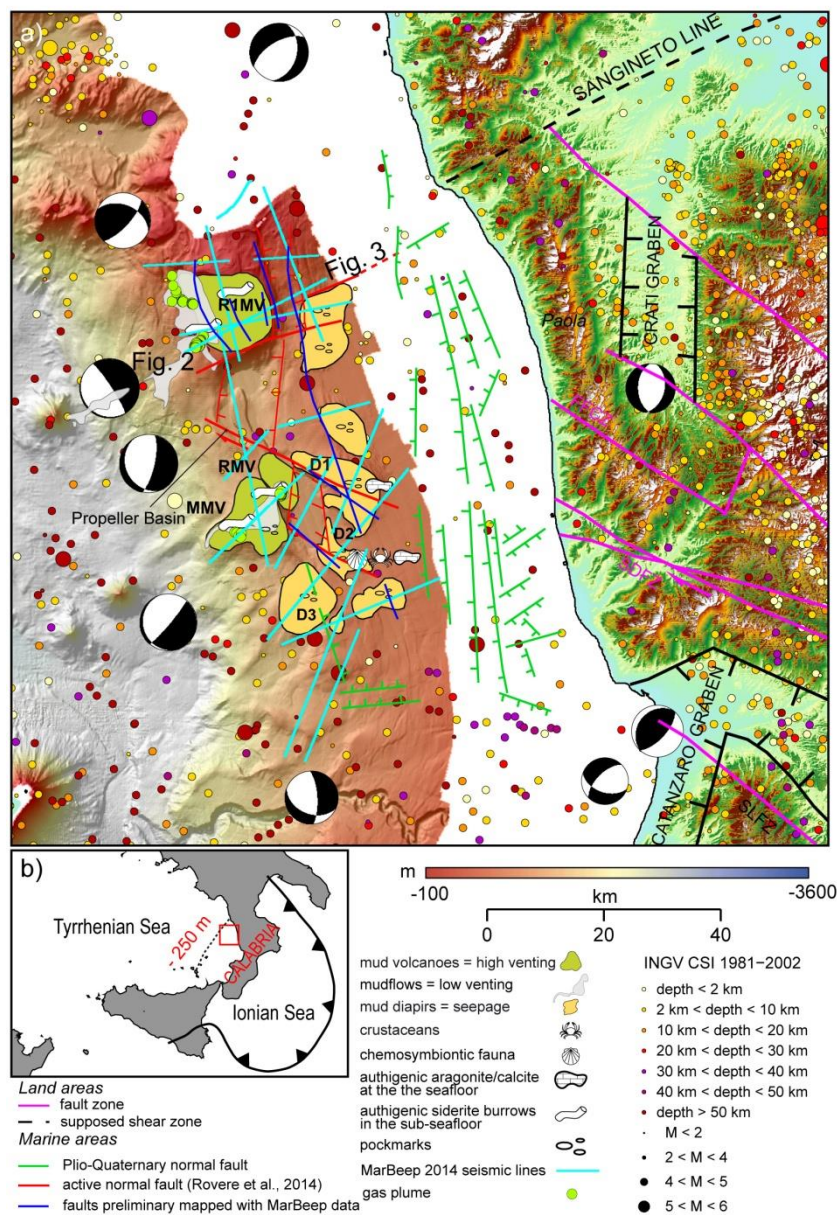 a)
SANGINETO LINE
Fig. 3
R1MV
CRATI GRABEN
Paola
Fig. 2
RMV
D1
MMV
Propeller Basin
D2
D3
CATANZARO GRABEN
SLFZ
b)
Tyrrhenian Sea
- 250 m
CALABRIA
Ionian Sea
m
-100
-3600
km
0
20
40
mud volcanoes = high venting
mudflows = low venting
mud diapirs = seepage
crustaceans
chemosymbiontic fauna
authigenic aragonite/calcite
at the the seafloor
authigenic siderite burrows
in the sub-seafloor
pockmarks
MarBeep 2014 seismic lines
gas plume
INGV CSI 1981–2002
depth < 2 km
2 km < depth < 10 km
10 km < depth < 20 km
20 km < depth < 30 km
30 km < depth < 40 km
40 km < depth < 50 km
depth > 50 km
M < 2
2 < M < 4
4 < M < 5
5 < M < 6
Land areas
fault zone
supposed shear zone
Marine areas
Plio-Quaternary normal fault
active normal fault (Rovere et al., 2014)
faults preliminary mapped with MarBeep data